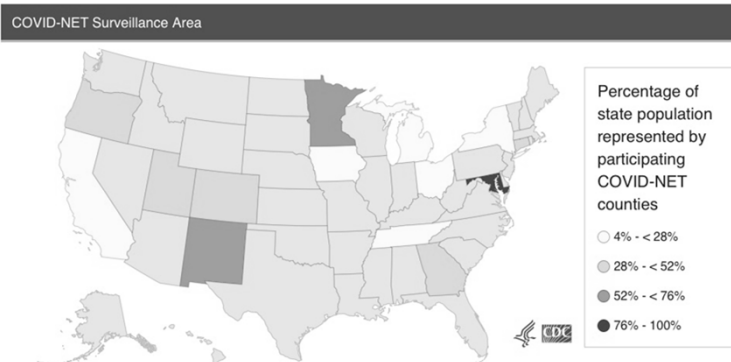 COVID-NET Surveillance Area
Percentage of
state population
represented by
participating
COVID-NET
counties
4% - < 28%
28% - < 52%
52% - < 76%
76% - 100%
CDC